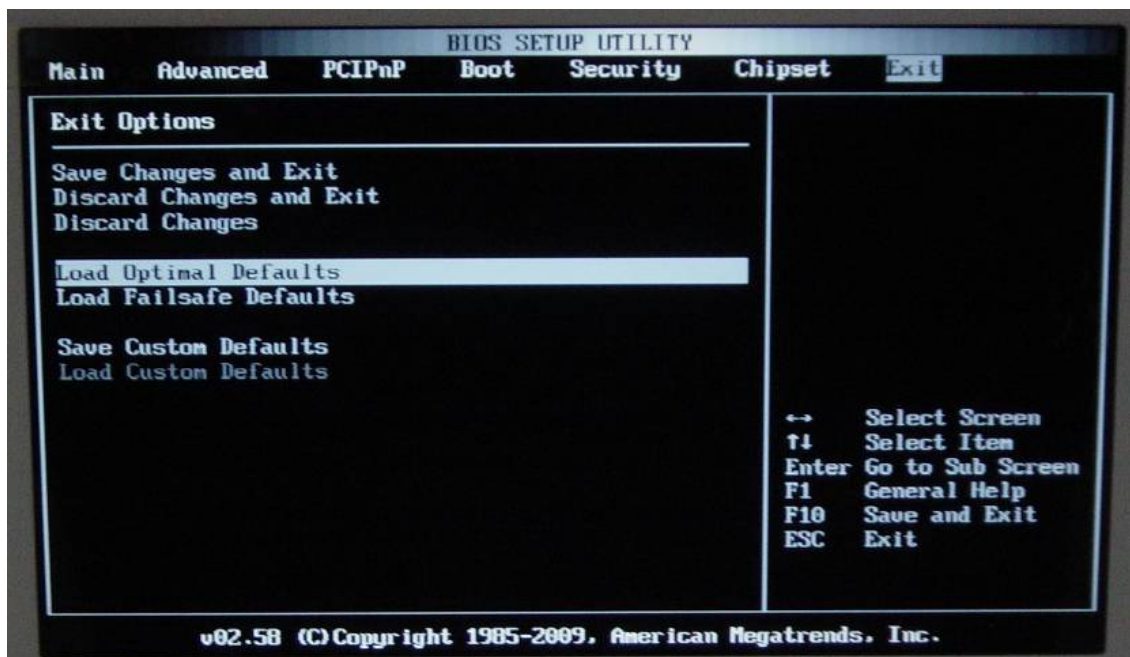 BIOS SETUP UTILITY
Main Advanced PCIPnP Boot Security Chipset Exit
Exit Options
Save Changes and Exit
Discard Changes and Exit
Discard Changes
Load Optimal Defaults
Load Failsafe Defaults
Save Custom Defaults
Load Custom Defaults
↔ Select Screen
↑↓ Select Item
Enter Go to Sub Screen
F1 General Help
F10 Save and Exit
ESC Exit
v02.58 (C)Copyright 1985-2009, American Megatrends, Inc.